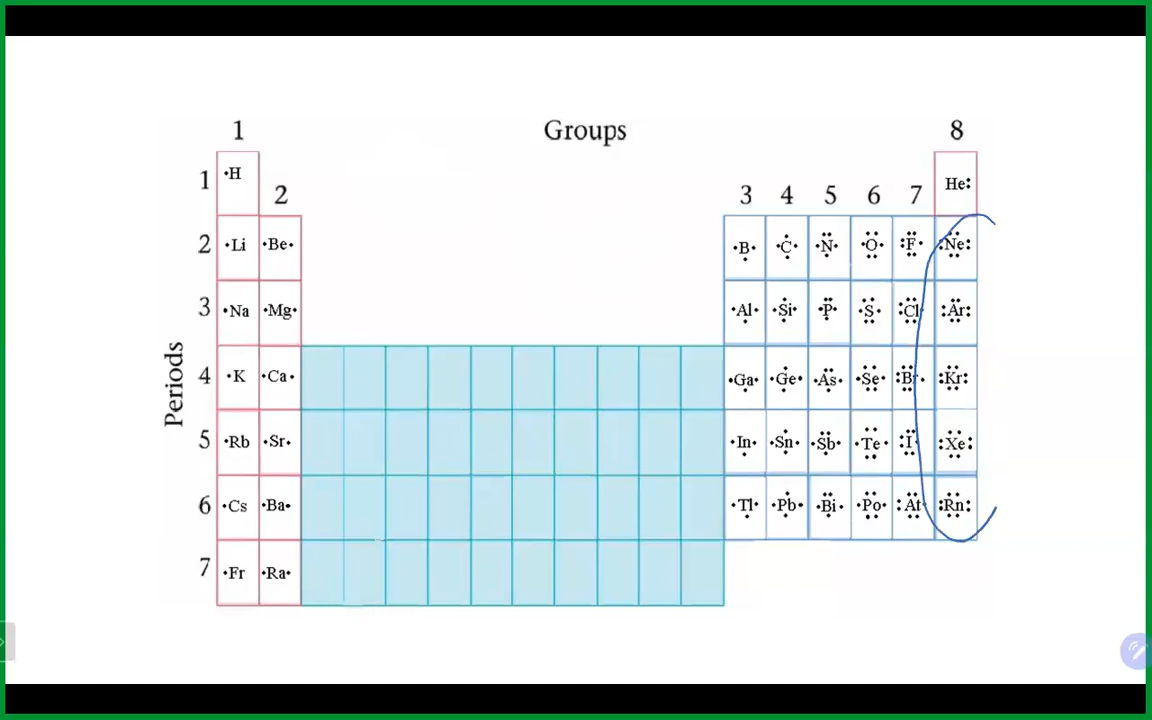 1 Groups 8
1 H He:
2 3 4 5 6 7
2 ·Li ·Be· B C N O F Ne
3 ·Na ·Mg· Al Si P S Cl Ar
Periods
4 ·K ·Ca· Ga Ge As Se Br Kr
5 ·Rb ·Sr· In Sn Sb Te I Xe
6 ·Cs ·Ba· Tl Pb Bi Po At Rn
7 ·Fr ·Ra·